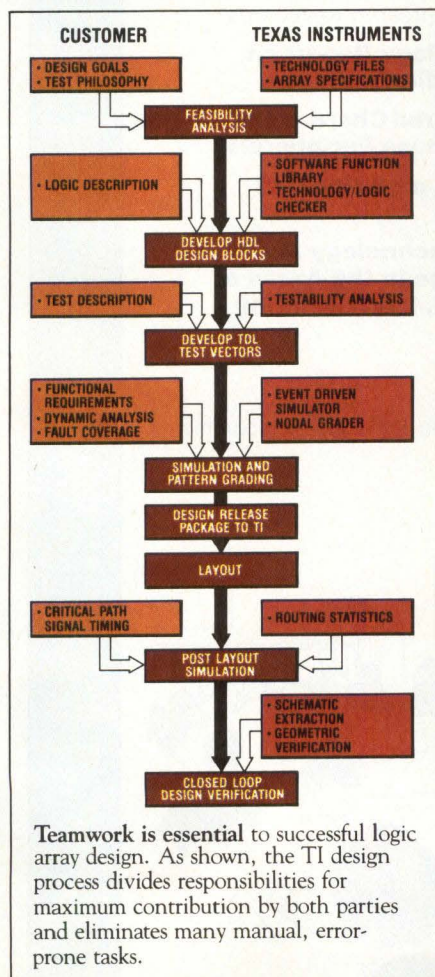 CUSTOMER
TEXAS INSTRUMENTS
• DESIGN GOALS
• TEST PHILOSOPHY
• TECHNOLOGY FILES
• ARRAY SPECIFICATIONS
FEASIBILITY
ANALYSIS
• LOGIC DESCRIPTION
• SOFTWARE FUNCTION
LIBRARY
• TECHNOLOGY/LOGIC
CHECKER
DEVELOP HDL
DESIGN BLOCKS
• TEST DESCRIPTION
• TESTABILITY ANALYSIS
DEVELOP TDL
TEST VECTORS
• FUNCTIONAL
REQUIREMENTS
• DYNAMIC ANALYSIS
• FAULT COVERAGE
• EVENT DRIVEN
SIMULATOR
• NODAL GRADER
SIMULATION AND
PATTERN GRADING
DESIGN RELEASE
PACKAGE TO TI
LAYOUT
• CRITICAL PATH
SIGNAL TIMING
• ROUTING STATISTICS
POST LAYOUT
SIMULATION
• SCHEMATIC
EXTRACTION
• GEOMETRIC
VERIFICATION
CLOSED LOOP
DESIGN VERIFICATION
Teamwork is essential to successful logic
array design. As shown, the TI design
process divides responsibilities for
maximum contribution by both parties
and eliminates many manual, error-
prone tasks.